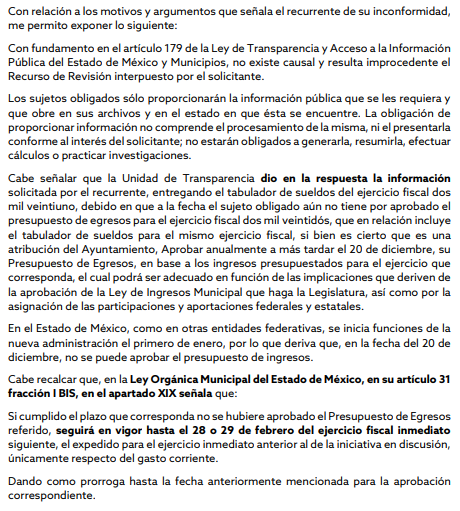 Con relación a los motivos y argumentos que señala el recurrente de su inconformidad,
me permito exponer lo siguiente:
Con fundamento en el artículo 179 de la Ley de Transparencia y Acceso a la Información
Pública del Estado de México y Municipios, no existe causal y resulta improcedente el
Recurso de Revisión interpuesto por el solicitante.
Los sujetos obligados sólo proporcionarán la información pública que se les requiera y
que obre en sus archivos y en el estado en que ésta se encuentre. La obligación de
proporcionar información no comprende el procesamiento de la misma, ni el presentarla
conforme al interés del solicitante; no estarán obligados a generarla, resumirla, efectuar
cálculos o practicar investigaciones.
Cabe señalar que la Unidad de Transparencia dio en la respuesta la información
solicitada por el recurrente, entregando el tabulador de sueldos del ejercicio fiscal dos
mil veintiuno, debido en que a la fecha el sujeto obligado aún no tiene por aprobado el
presupuesto de egresos para el ejercicio fiscal dos mil veintidós, que en relación incluye
el tabulador de sueldos para el mismo ejercicio fiscal, si bien es cierto que es una
atribución del Ayuntamiento, Aprobar anualmente a más tardar el 20 de diciembre, su
Presupuesto de Egresos, en base a los ingresos presupuestados para el ejercicio que
corresponda, el cual podrá ser adecuado en función de las implicaciones que deriven de
la aprobación de la Ley de Ingresos Municipal que haga la Legislatura, así como por la
asignación de las participaciones y aportaciones federales y estatales.
En el Estado de México, como en otras entidades federativas, se inicia funciones de la
nueva administración el primero de enero, por lo que deriva que, en la fecha del 20 de
diciembre, no se puede aprobar el presupuesto de ingresos.
Cabe recalcar que, en la Ley Orgánica Municipal del Estado de México, en su artículo 31
fracción I BIS, en el apartado XIX señala que:
Si cumplido el plazo que corresponda no se hubiere aprobado el Presupuesto de Egresos
referido, seguirá en vigor hasta el 28 o 29 de febrero del ejercicio fiscal inmediato
siguiente, el expedido para el ejercicio inmediato anterior al de la iniciativa en discusión,
únicamente respecto del gasto corriente.
Dando como prorroga hasta la fecha anteriormente mencionada para la aprobación
correspondiente.